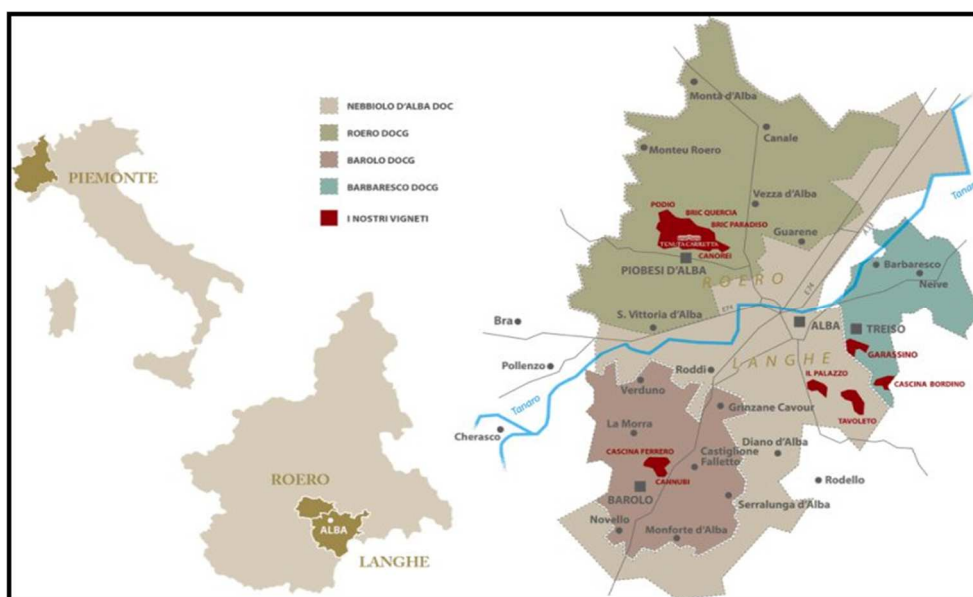 PIEMONTE
ROERO
ALBA
LANGHE
NEBBIOLO D'ALBA DOC
ROERO DOCG
BAROLO DOCG
BARBARESCO DOCG
I NOSTRI VIGNETI
Montà d'Alba
Canale
Monteu Roero
Vezza d'Alba
PODIO
BRIC QUERCIA
BRIC PARADISO
TENUTA CARRETTA
CANOREI
Guarene
PIOBESI D'ALBA
ROERO
A33
E74
Tanaro
Barbaresco
Neive
S. Vittoria d'Alba
E74
ALBA
TREISO
Bra
Pollenzo
LANGHE
GARASSINO
Roddi
IL PALAZZO
CASCINA BORDINO
Verduno
TAVOLETO
Tanaro
Grinzane Cavour
Cherasco
La Morra
Diano d'Alba
CASCINA FERRERO
Castiglione
Falletto
CANNUBI
Rodello
BAROLO
Serralunga d'Alba
Novello
Monforte d'Alba